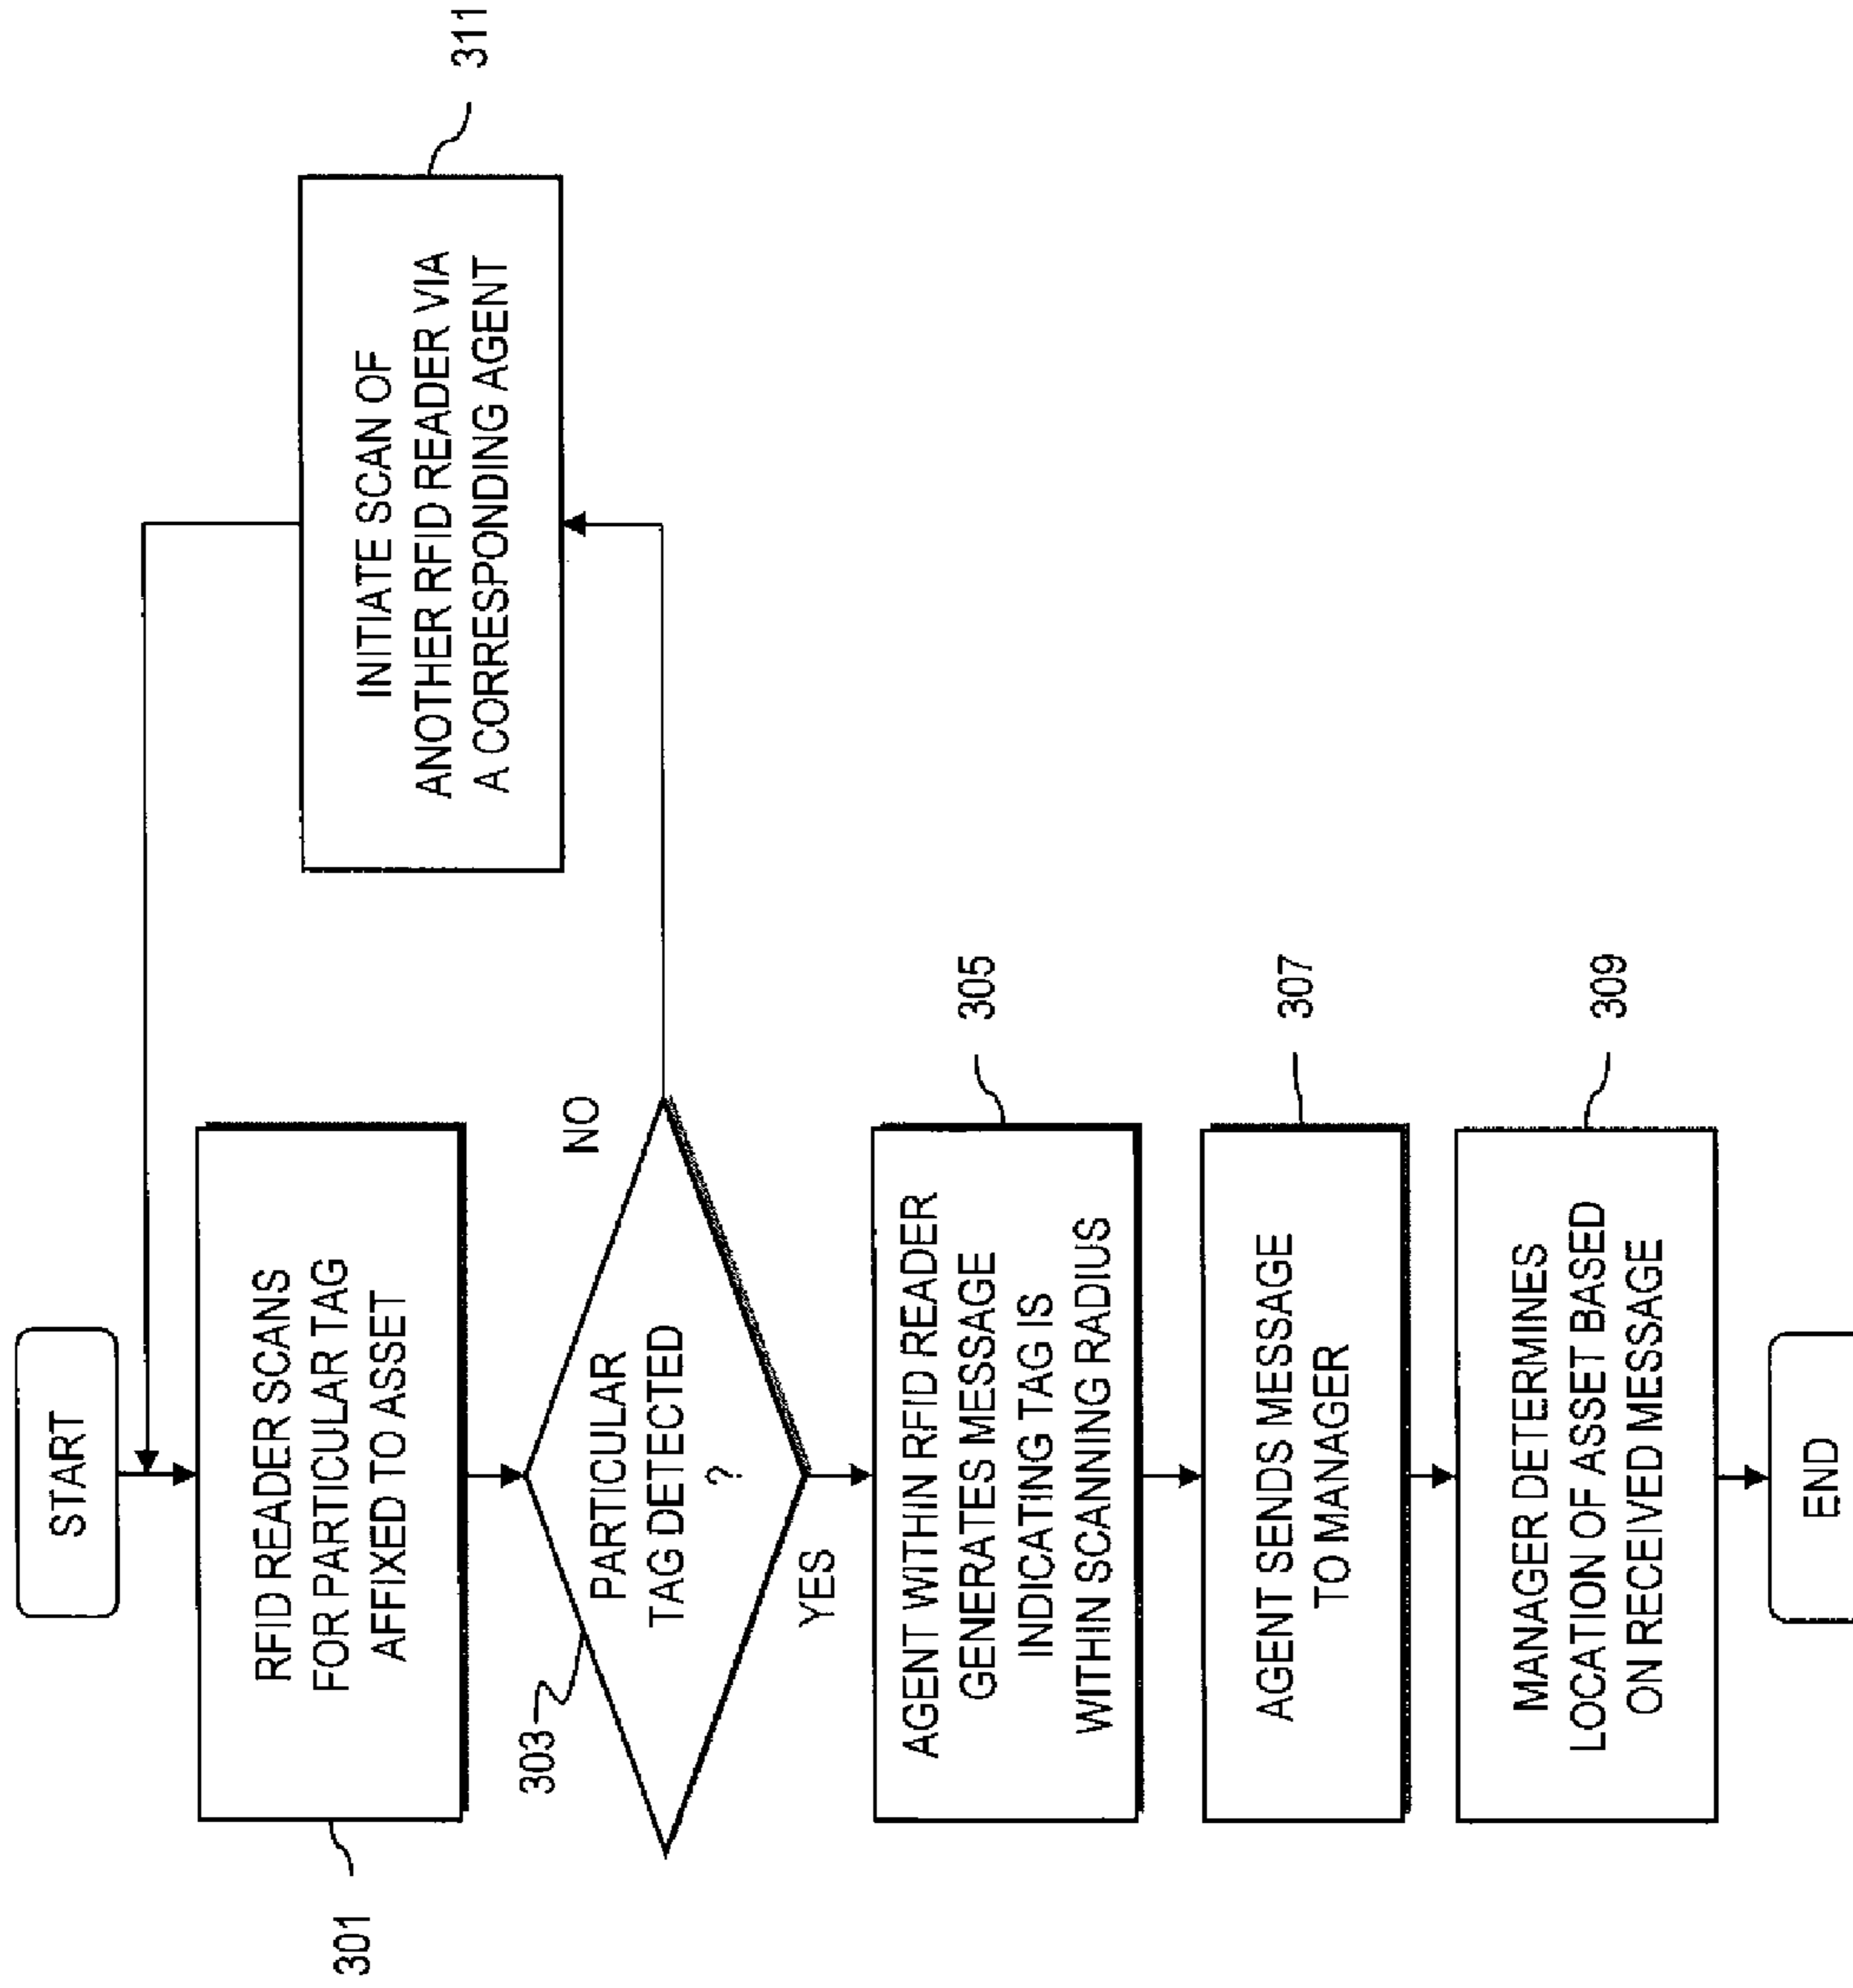 START
RFID READER SCANS
FOR PARTICULAR TAG
AFFIXED TO ASSET
301
PARTICULAR
TAG DETECTED
?
303
NO
YES
INITIATE SCAN OF
ANOTHER RFID READER VIA
A CORRESPONDING AGENT
311
AGENT WITHIN RFID READER
GENERATES MESSAGE
INDICATING TAG IS
WITHIN SCANNING RADIUS
305
AGENT SENDS MESSAGE
TO MANAGER
307
MANAGER DETERMINES
LOCATION OF ASSET BASED
ON RECEIVED MESSAGE
309
END